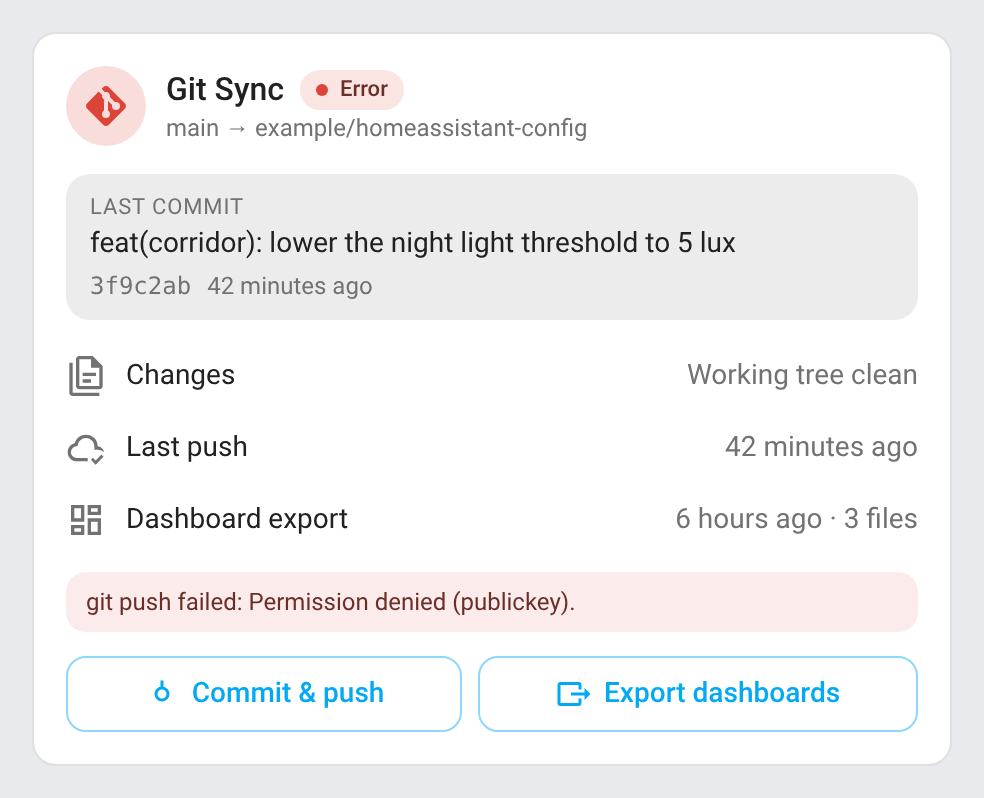 Git Sync
Error
main → example/homeassistant-config
LAST COMMIT
feat(corridor): lower the night light threshold to 5 lux
3f9c2ab 42 minutes ago
Changes Working tree clean
Last push 42 minutes ago
Dashboard export 6 hours ago · 3 files
git push failed: Permission denied (publickey).
Commit & push
Export dashboards